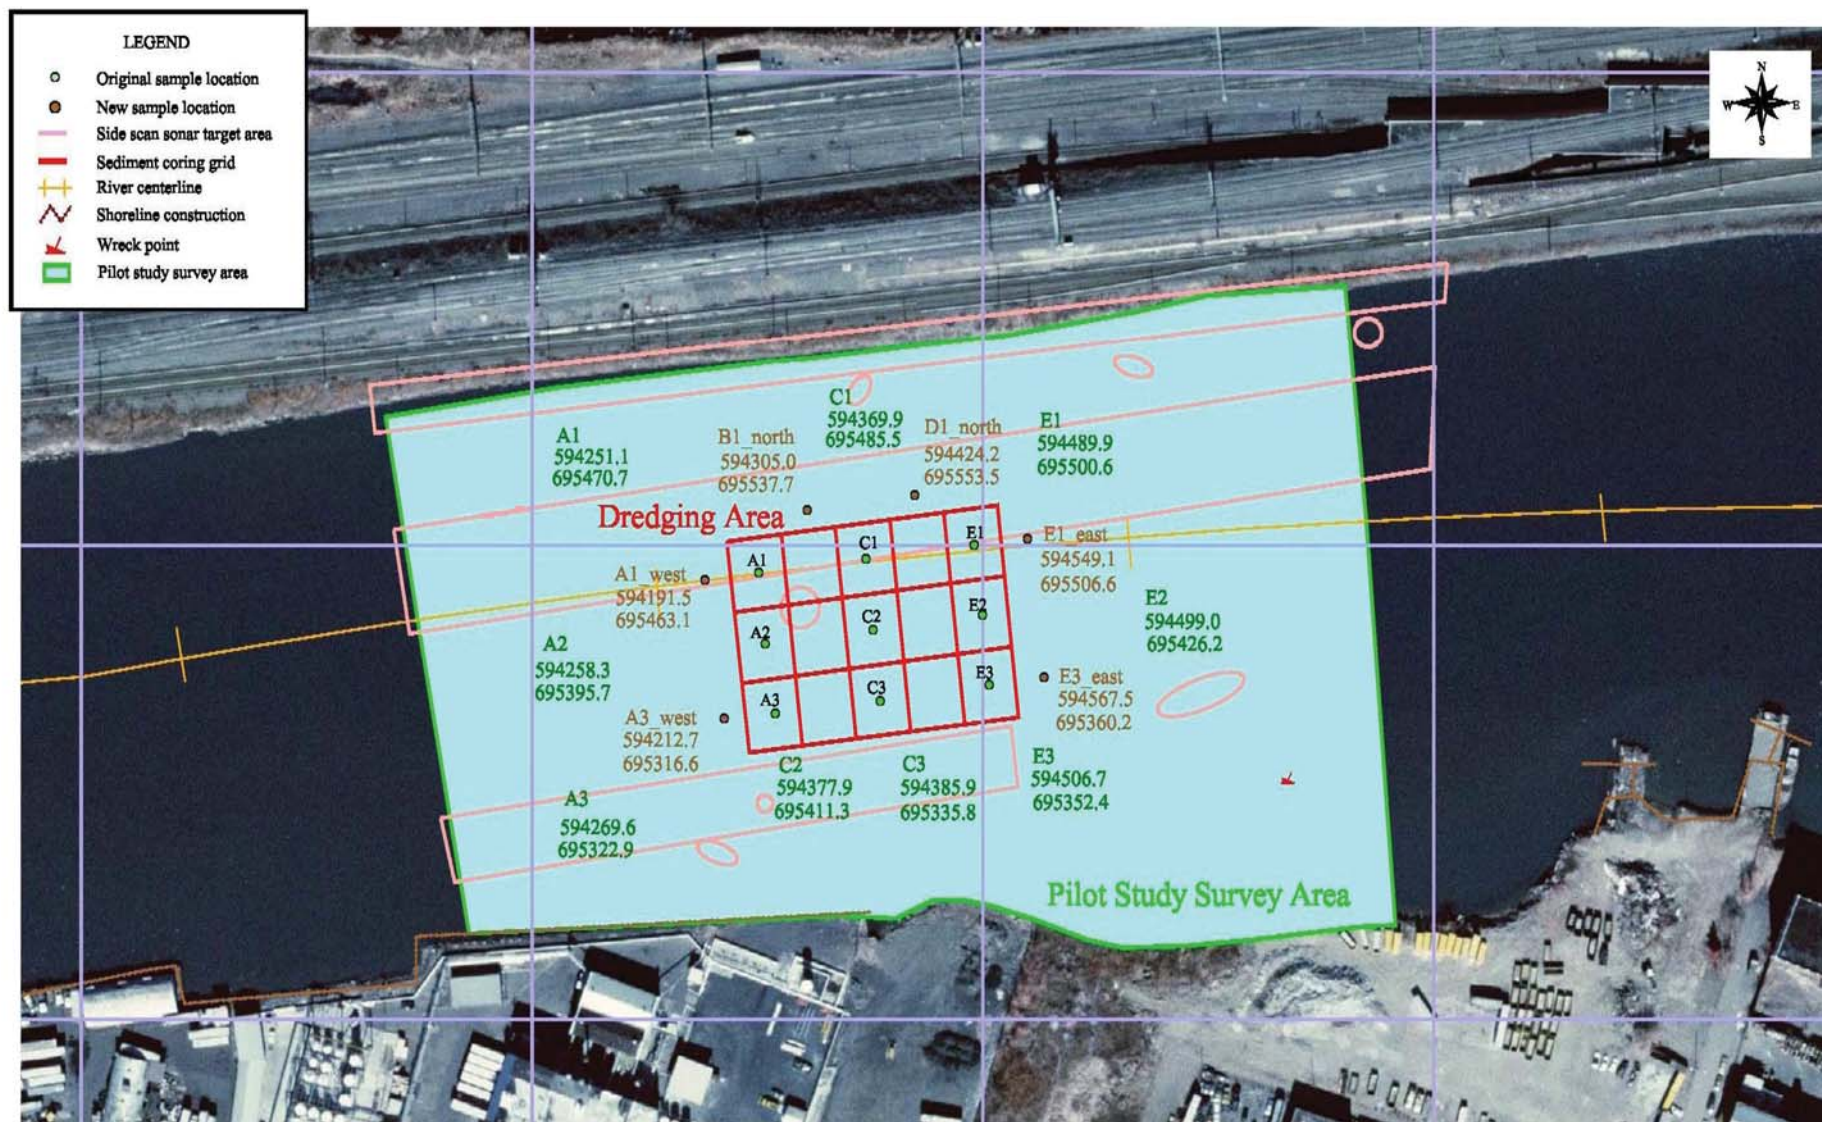 LEGEND
Original sample location
New sample location
Side scan sonar target area
Sediment coring grid
River centerline
Shoreline construction
Wreck point
Pilot study survey area
N
W E
S
C1
594369.9
695485.5
A1
594251.1
695470.7
B1_north
594305.0
695537.7
D1_north
594424.2
695553.5
E1
594489.9
695500.6
Dredging Area
A1
C1
E1
A1_west
594191.5
695463.1
E1_east
594549.1
695506.6
A2
C2
E2
E2
594499.0
695426.2
A2
594258.3
695395.7
A3
C3
E3
A3_west
594212.7
695316.6
E3_east
594567.5
695360.2
A3
594269.6
695322.9
C2
594377.9
695411.3
C3
594385.9
695335.8
E3
594506.7
695352.4
Pilot Study Survey Area